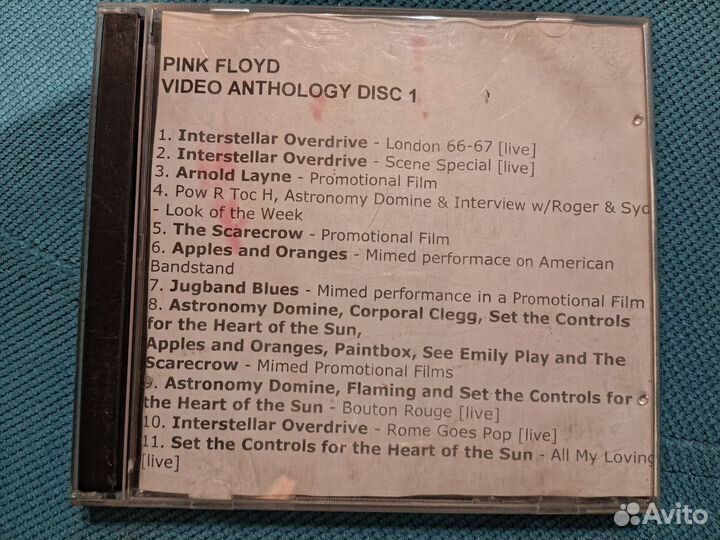 PINK FLOYD
VIDEO ANTHOLOGY DISC 1
1. Interstellar Overdrive - London 66-67 [live]
2. Interstellar Overdrive - Scene Special [live]
3. Arnold Layne - Promotional Film
4. Pow R Toc H, Astronomy Domine & Interview w/Roger & Syd
- Look of the Week
5. The Scarecrow - Promotional Film
6. Apples and Oranges - Mimed performace on American
Bandstand
7. Jugband Blues - Mimed performance in a Promotional Film
8. Astronomy Domine, Corporal Clegg, Set the Controls
for the Heart of the Sun,
Apples and Oranges, Paintbox, See Emily Play and The
Scarecrow - Mimed Promotional Films
9. Astronomy Domine, Flaming and Set the Controls for
the Heart of the Sun - Bouton Rouge [live]
10. Interstellar Overdrive - Rome Goes Pop [live]
11. Set the Controls for the Heart of the Sun - All My Loving
[live]
Avito